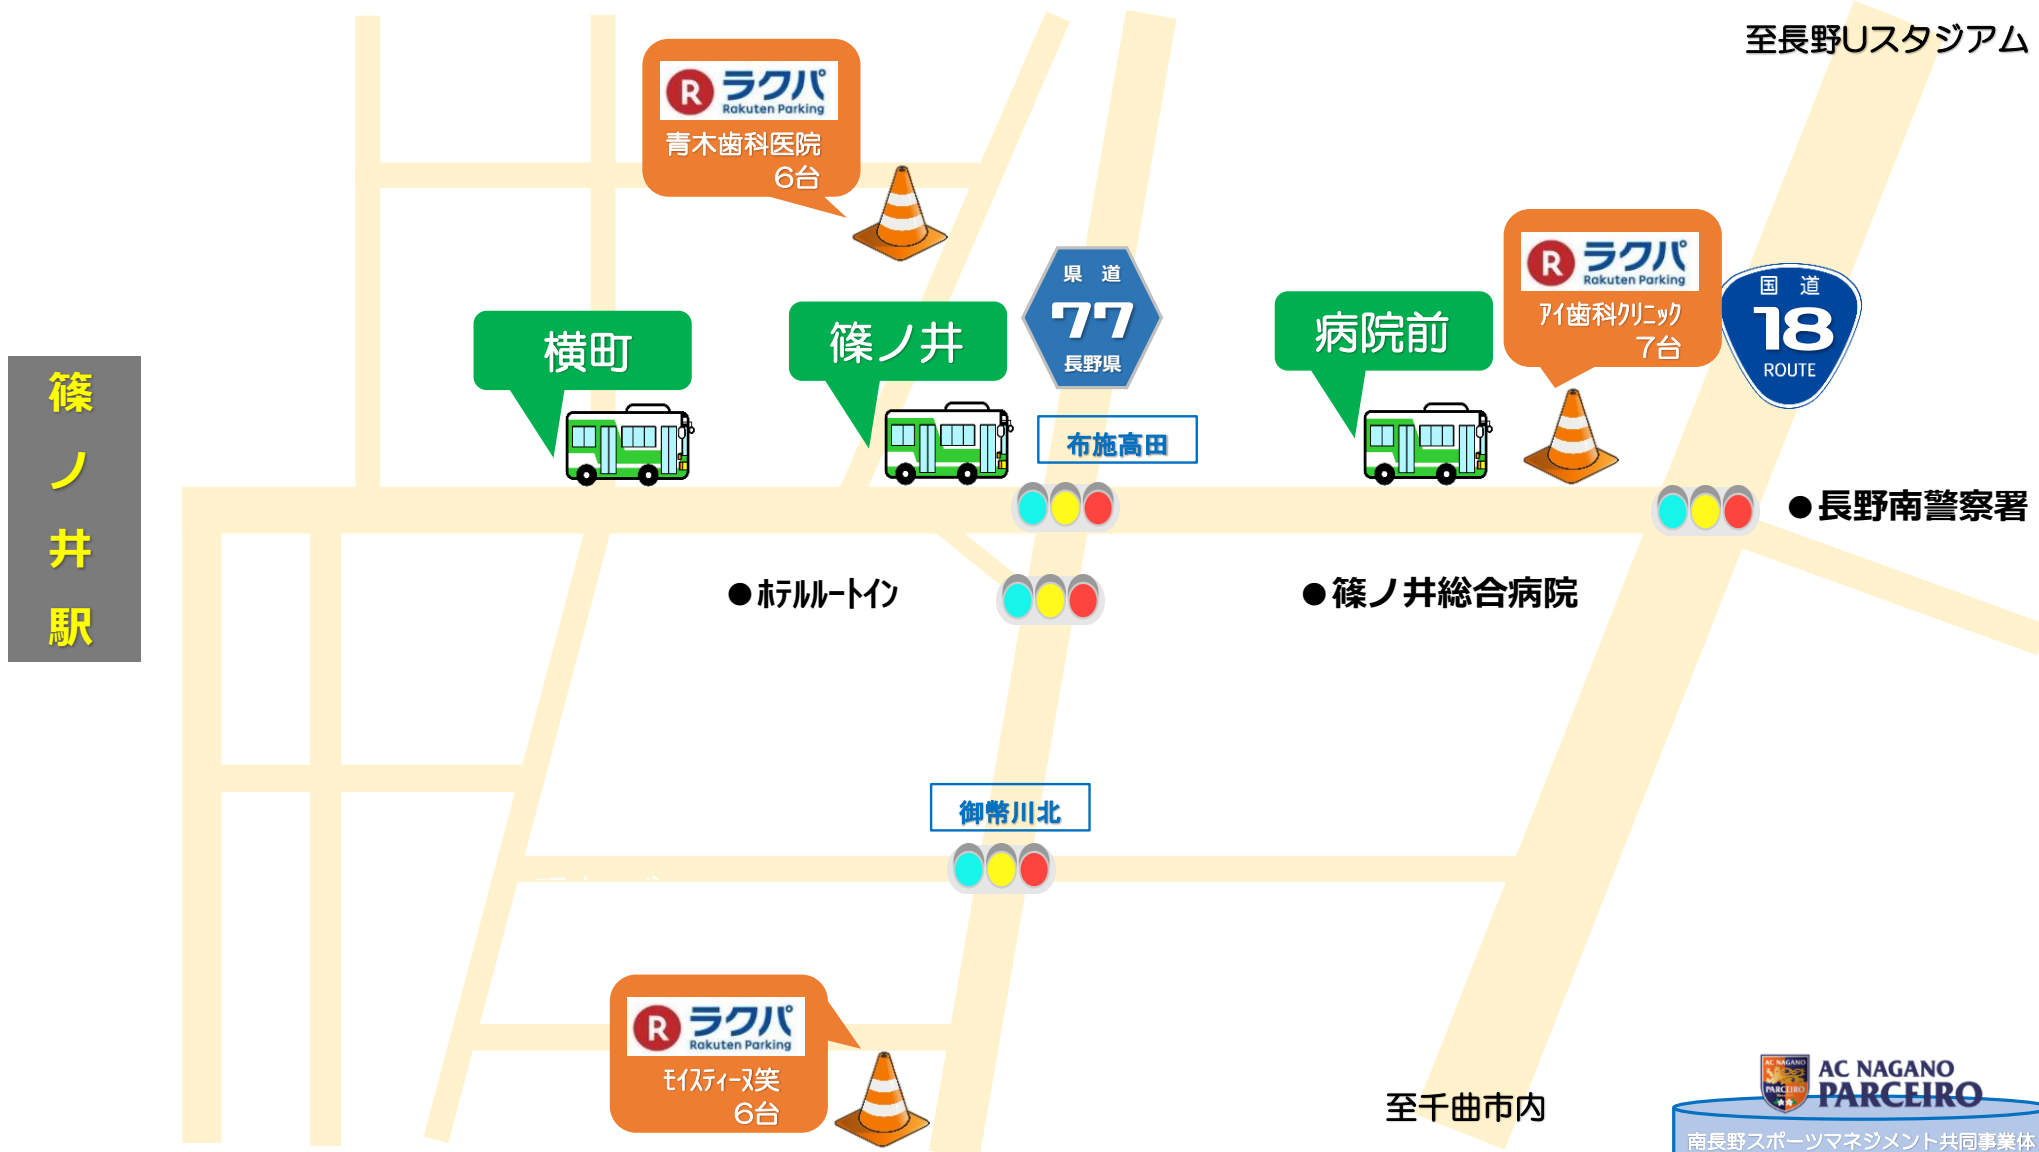 至長野Uスタジアム
R ラクパ
Rakuten Parking
青木歯科医院
6台
R ラクパ
Rakuten Parking
アイ歯科クリニック
7台
県 道
77
長野県
国 道
18
ROUTE
横町
篠ノ井
病院前
篠ノ井駅
布施高田
●長野南警察署
●ホテルルートイン
●篠ノ井総合病院
御幣川北
R ラクパ
Rakuten Parking
モイスティーヌ笑
6台
至千曲市内
AC NAGANO
PARCEIRO
AC NAGANO
PARCEIRO
南長野スポーツマネジメント共同事業体